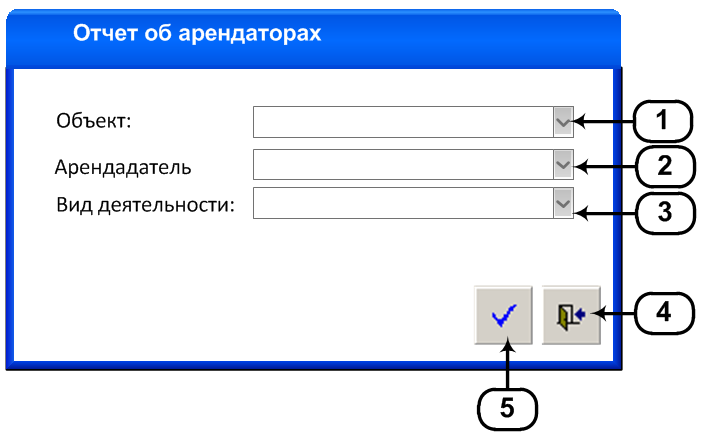 Отчет об арендаторах
Объект:
1
Арендадатель
2
Вид деятельности:
3
4
5